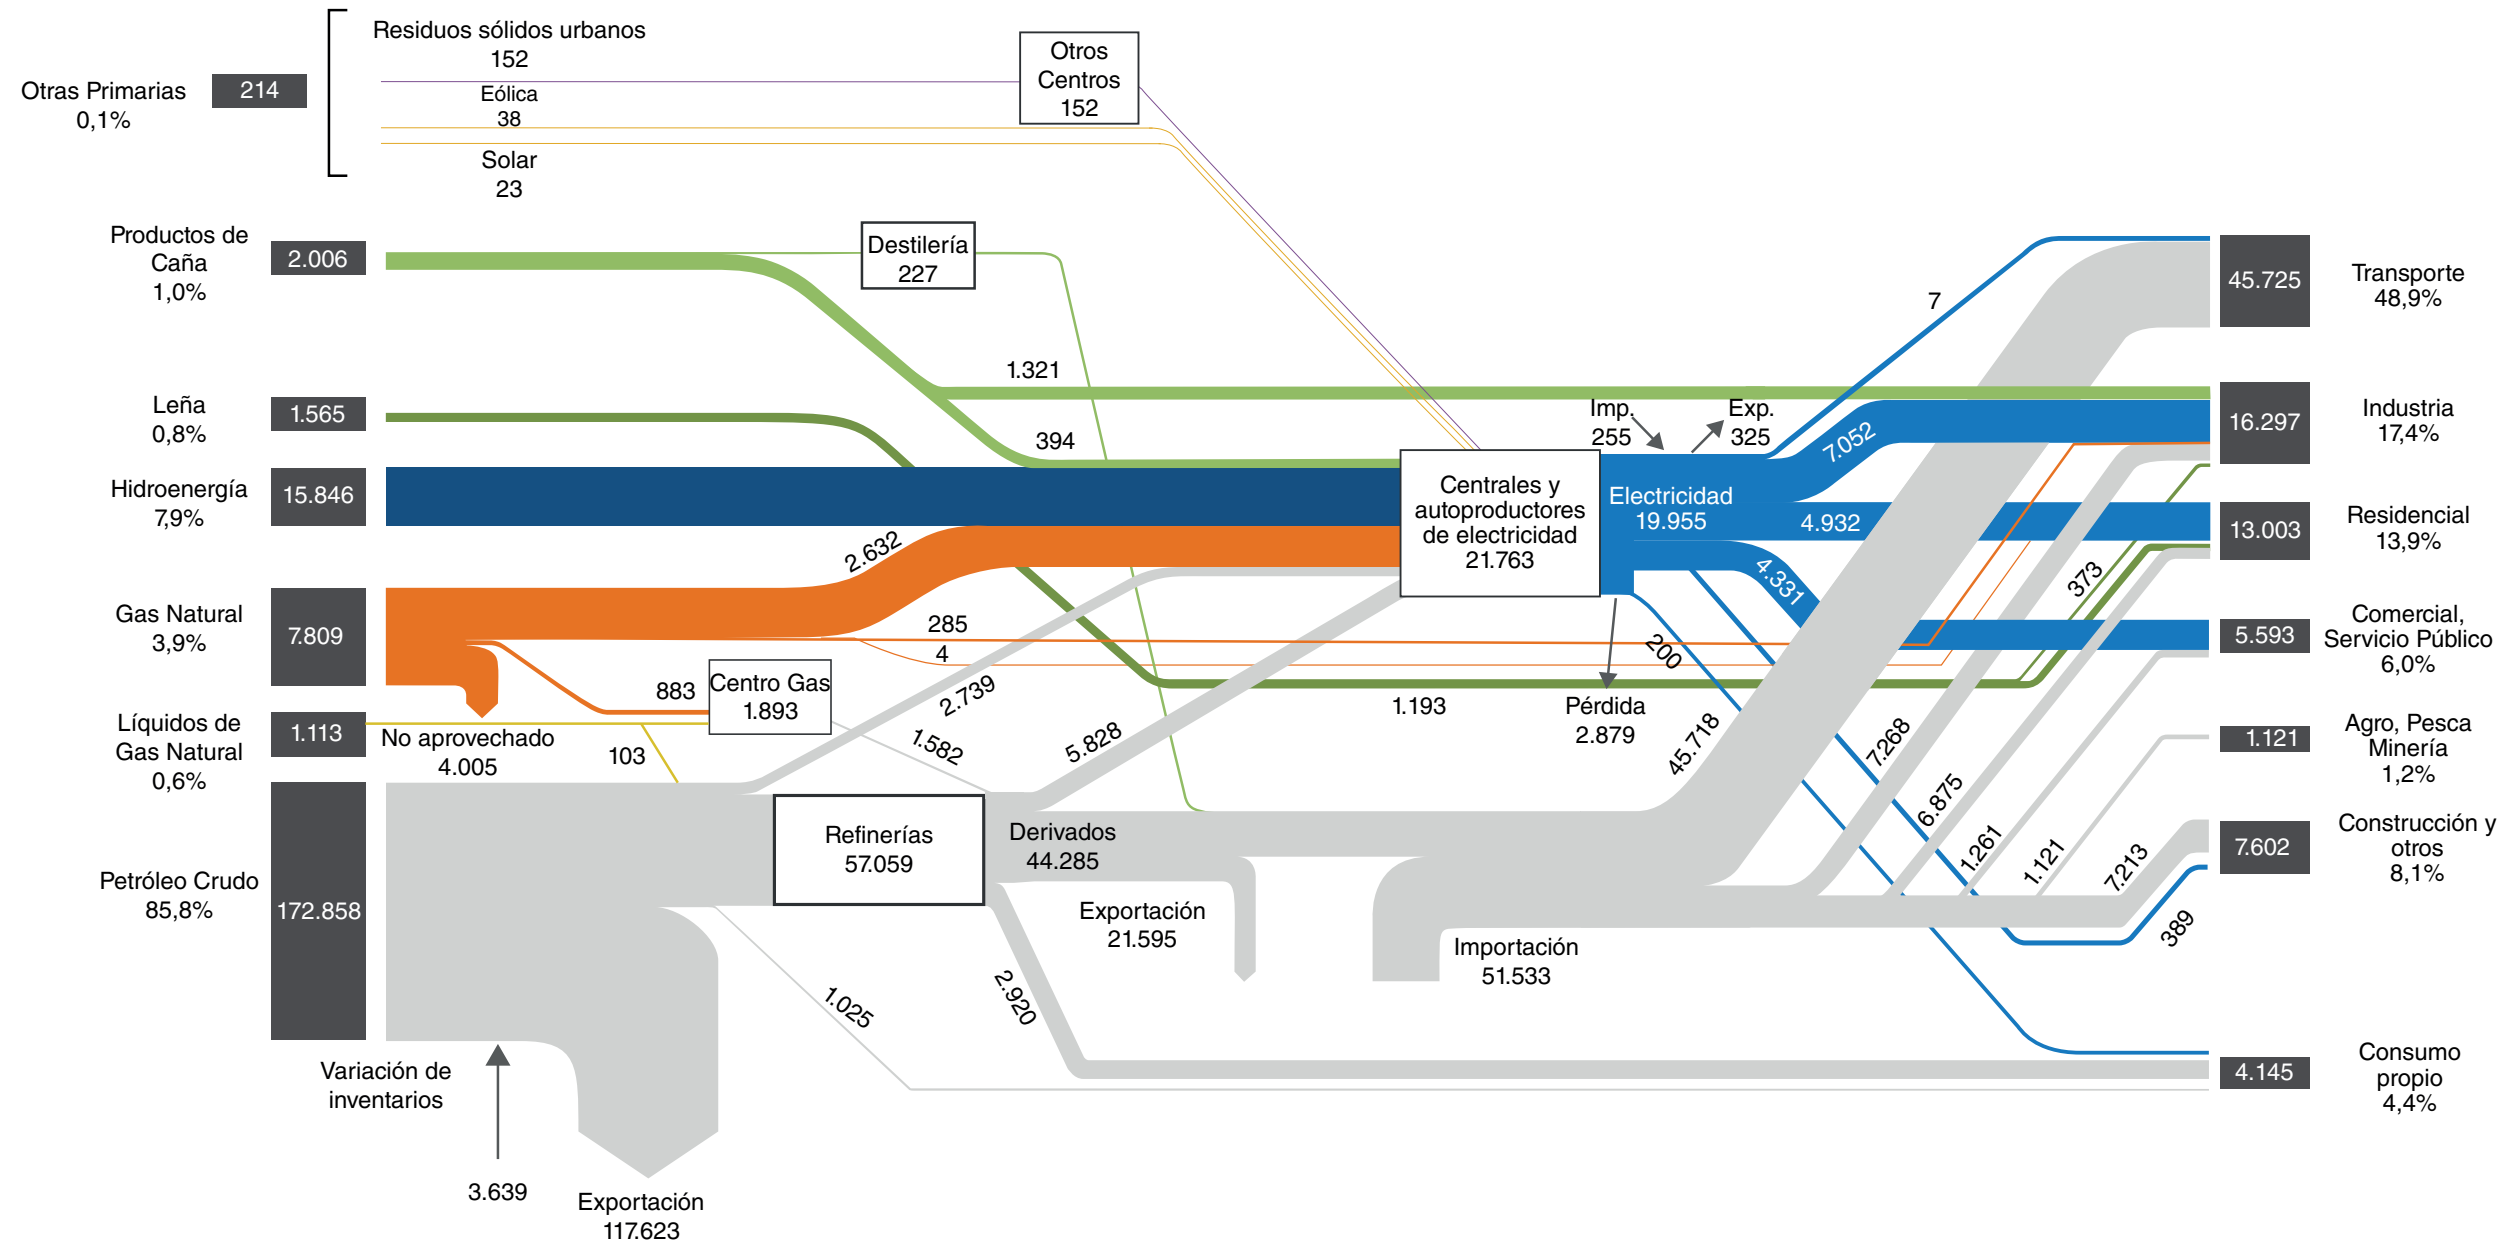 Residuos sólidos urbanos
152
Eólica
38
Solar
23
Otras Primarias
0,1%
214
Otros
Centros
152
Productos de
Caña
1,0%
2.006
Destilería
227
1.321
394
Leña
0,8%
1.565
Hidroenergía
7,9%
15.846
2.632
Gas Natural
3,9%
7.809
285
4
883
Centro Gas
1.893
Líquidos de
Gas Natural
0,6%
1.113
No aprovechado
4.005
103
1.582
2.739
5.828
1.193
Petróleo Crudo
85,8%
172.858
Refinerías
57.059
Derivados
44.285
Exportación
21.595
Importación
51.533
1.025
2.920
Variación de
inventarios
3.639
Exportación
117.623
Centrales y
autoproductores
de electricidad
21.763
Imp.
255
Exp.
325
Electricidad
19.955
Pérdida
2.879
7
7.052
4.932
4.331
200
373
45.718
7.268
6.875
1.261
1.121
7.213
389
45.725
Transporte
48,9%
16.297
Industria
17,4%
13.003
Residencial
13,9%
5.593
Comercial,
Servicio Público
6,0%
1.121
Agro, Pesca
Minería
1,2%
7.602
Construcción y
otros
8,1%
4.145
Consumo
propio
4,4%